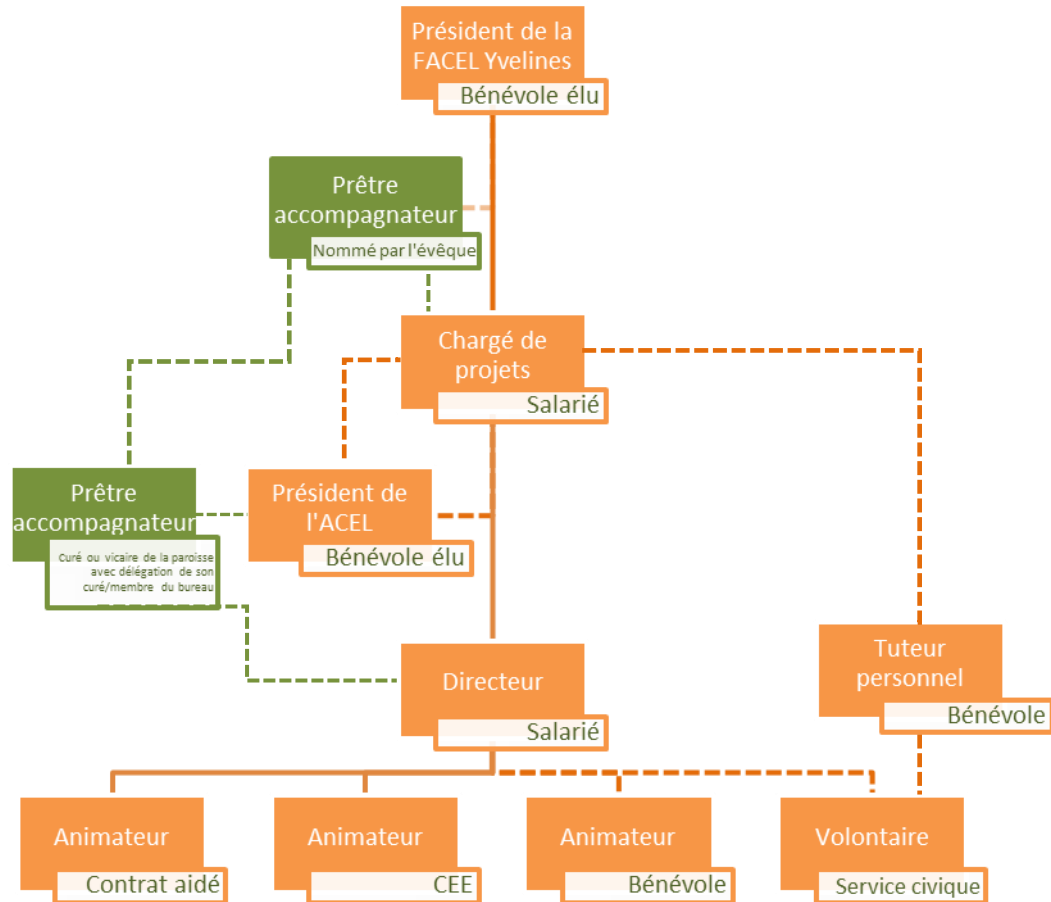 Président de la
FACEL Yvelines
Bénévole élu
Prêtre
accompagnateur
Nommé par l'évêque
Chargé de
projets
Salarié
Prêtre
accompagnateur
Curé ou vicaire de la paroisse
avec délégation de son
curé/membre du bureau
Président de
l'ACEL
Bénévole élu
Directeur
Salarié
Tuteur
personnel
Bénévole
Animateur
Contrat aidé
Animateur
CEE
Animateur
Bénévole
Volontaire
Service civique